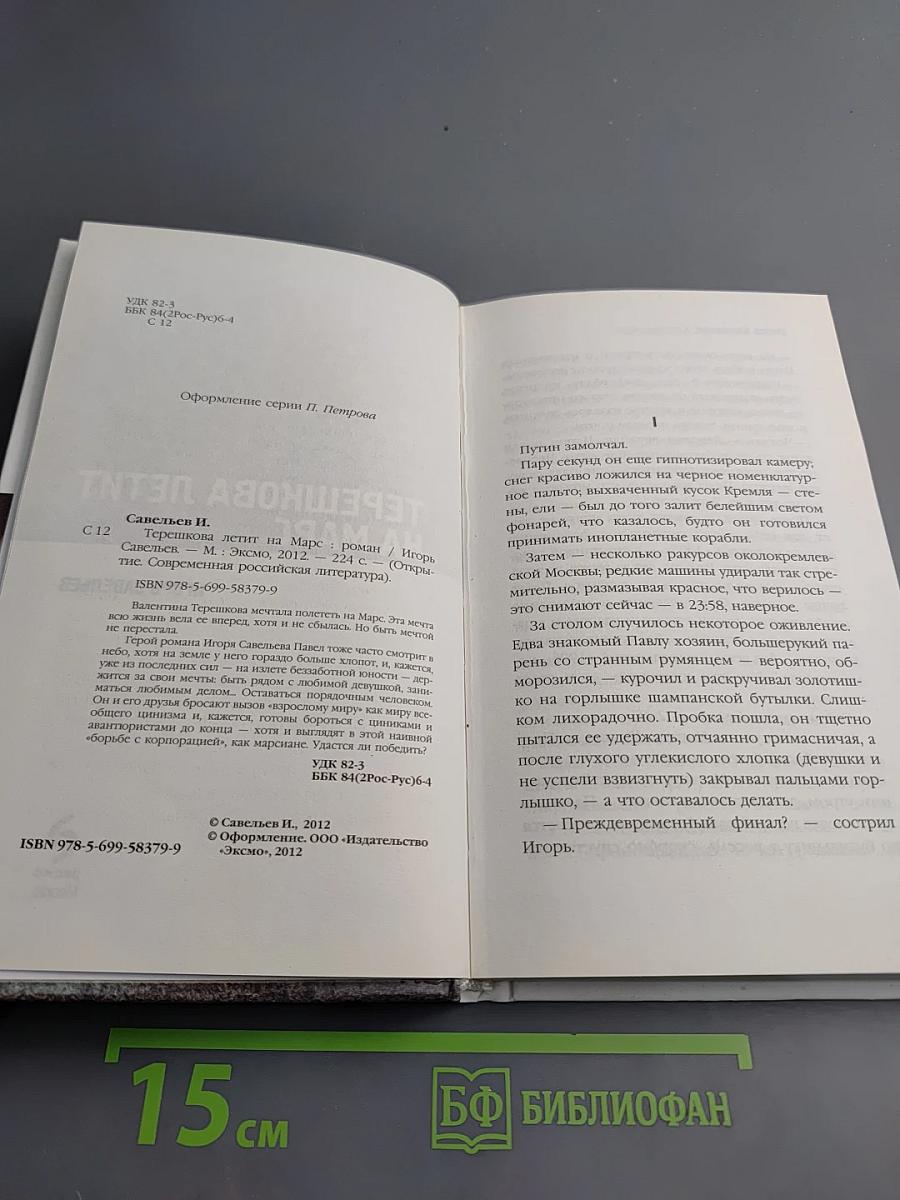 УДК 82-3
ББК 84(2Рос-Рус)6-4
С 12
Оформление серии П. Петрова
Савельев И.
С 12 Терешкова летит на Марс : роман / Игорь
Савельев. — М. : Эксмо, 2012. — 224 с. — (Откры-
тие. Современная российская литература).
ISBN 978-5-699-58379-9
Валентина Терешкова мечтала полететь на Марс. Эта мечта
всю жизнь вела ее вперед, хотя и не сбылась. Но быть мечтой
не перестала.
Герой романа Игоря Савельева Павел тоже часто смотрит в
небо, хотя на земле у него гораздо больше хлопот, и, кажется,
уже из последних сил — на излете беззаботной юности — дер-
жится за свои мечты: быть рядом с любимой девушкой, зани-
маться любимым делом... Оставаться порядочным человеком.
Он и его друзья бросают вызов «взрослому миру» как миру все-
общего цинизма и, кажется, готовы бороться с циниками и
авантюристами до конца — хотя и выглядят в этой наивной
«борьбе с корпорацией», как марсиане. Удастся ли победить?
УДК 82-3
ББК 84(2Рос-Рус)6-4
© Савельев И., 2012
© Оформление. ООО «Издательство
«Эксмо», 2012
ISBN 978-5-699-58379-9
I
Путин замолчал.
Пару секунд он еще гипнотизировал камеру;
снег красиво ложился на черное номенклатур-
ное пальто; выхваченный кусок Кремля — сте-
ны, ели — был до того залит белейшим светом
фонарей, что казалось, будто он готовился
принимать инопланетные корабли.
Затем — несколько ракурсов околокремлев-
ской Москвы; редкие машины удирали так стре-
мительно, размазывая красное, что верилось —
это снимают сейчас — в 23:58, наверное.
За столом случилось некоторое оживление.
Едва знакомый Павлу хозяин, большерукий па-
рень со странным румянцем — вероятно, об-
морозился, — курочил и раскручивал золотиш-
ко на горлышке шампанской бутылки. Слиш-
ком лихорадочно. Пробка пошла, он тщетно
пытался ее удержать, отчаянно гримасничая, а
после глухого углекислого хлопка (девушки и
не успели взвизгнуть) закрывал пальцами гор-
лышко, — а что оставалось делать.
— Преждевременный финал? — сострил
Игорь.
15 см
БФ БИБЛИОФАН